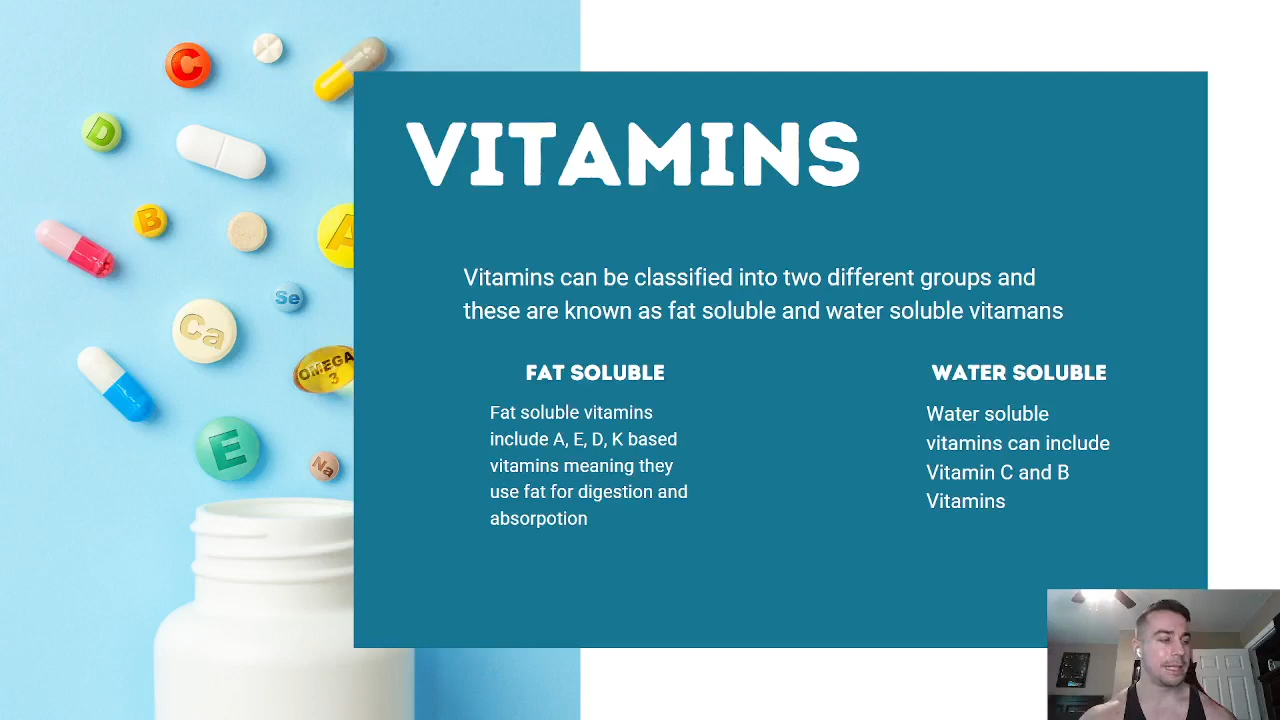 C
D
B
A
Se
Ca
OMEGA
3
E
Na
VITAMINS
Vitamins can be classified into two different groups and
these are known as fat soluble and water soluble vitamans
FAT SOLUBLE
Fat soluble vitamins
include A, E, D, K based
vitamins meaning they
use fat for digestion and
absorpotion
WATER SOLUBLE
Water soluble
vitamins can include
Vitamin C and B
Vitamins